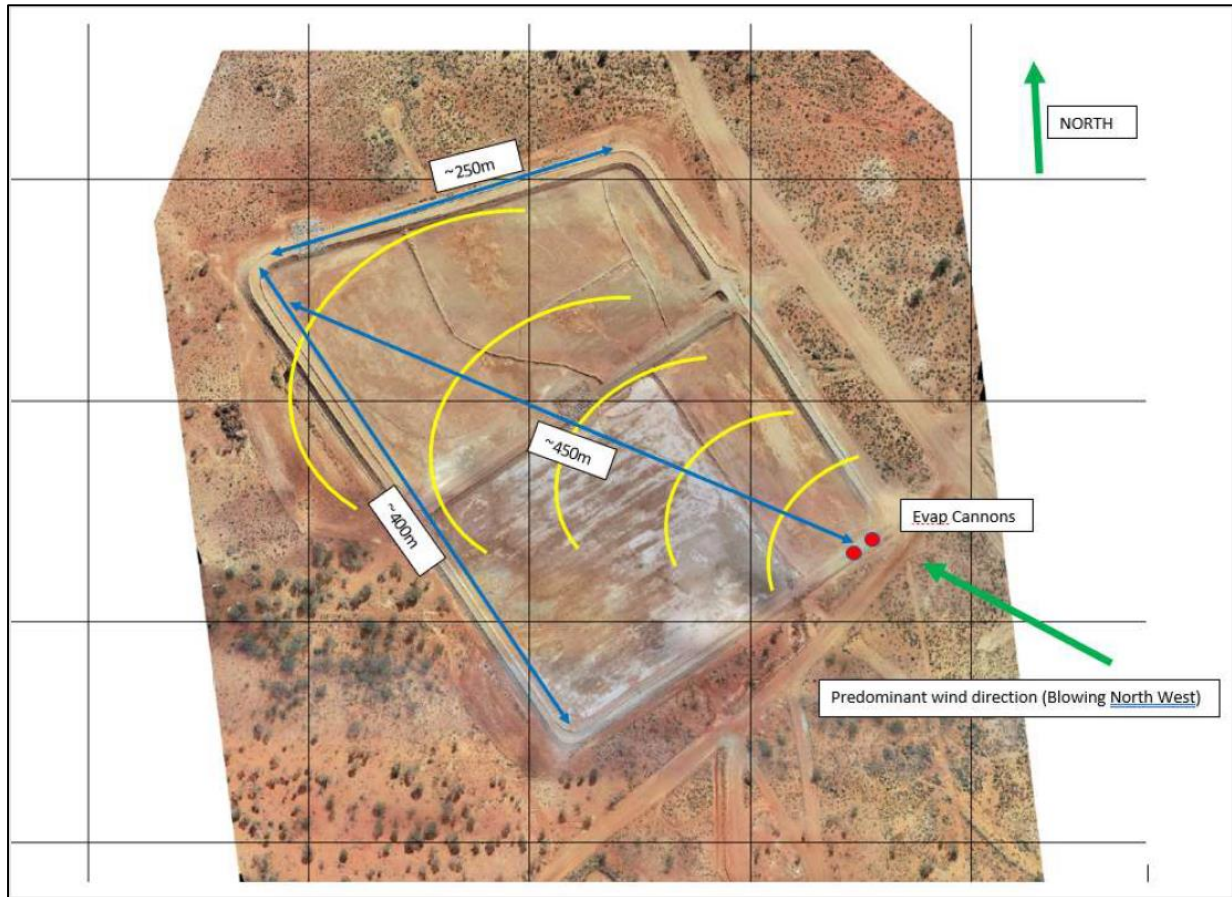 NORTH
~250m
~450m
~400m
Evap Cannons
Predominant wind direction (Blowing North West)